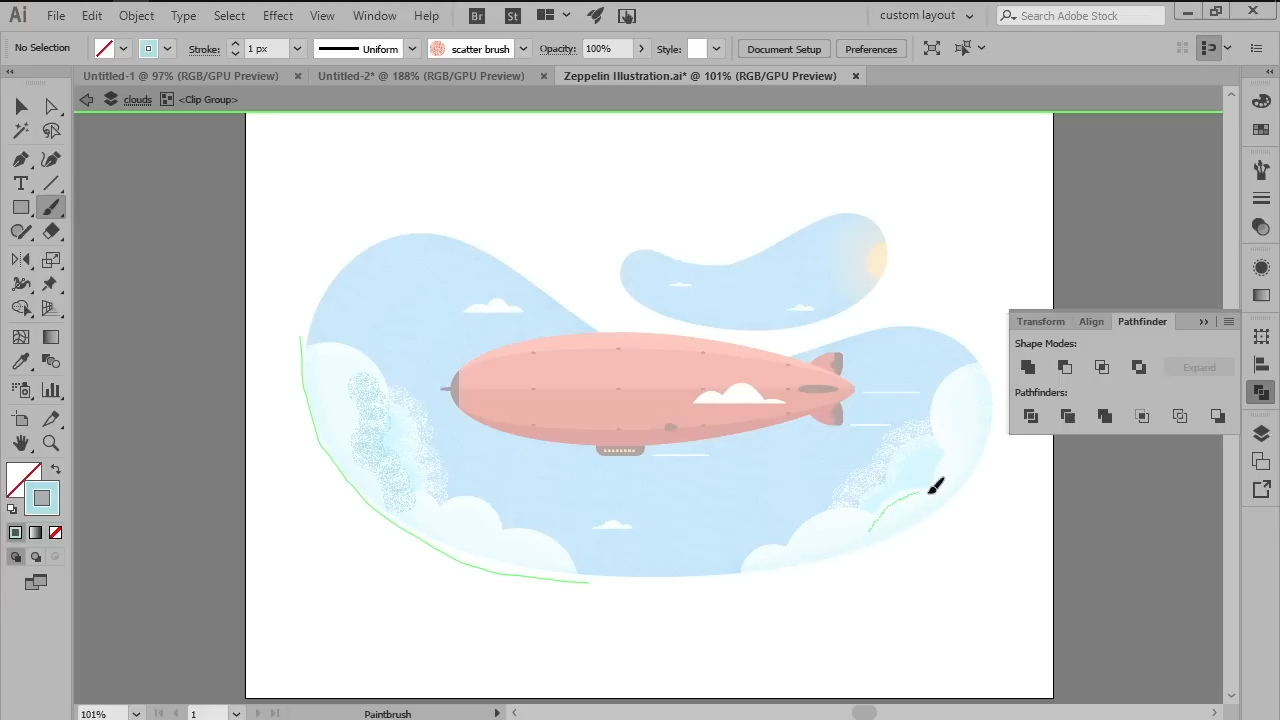 Ai File Edit Object Type Select Effect View Window Help Br St custom layout Search Adobe Stock
No Selection Stroke: 1 px Uniform scatter brush Opacity: 100% Style: Document Setup Preferences
Untitled-1 @ 97% (RGB/GPU Preview) Untitled-2* @ 188% (RGB/GPU Preview) Zeppelin Illustration.ai* @ 101% (RGB/GPU Preview)
clouds <Clip Group>
Transform Align Pathfinder
Shape Modes:
Expand
Pathfinders:
101% 1 Paintbrush